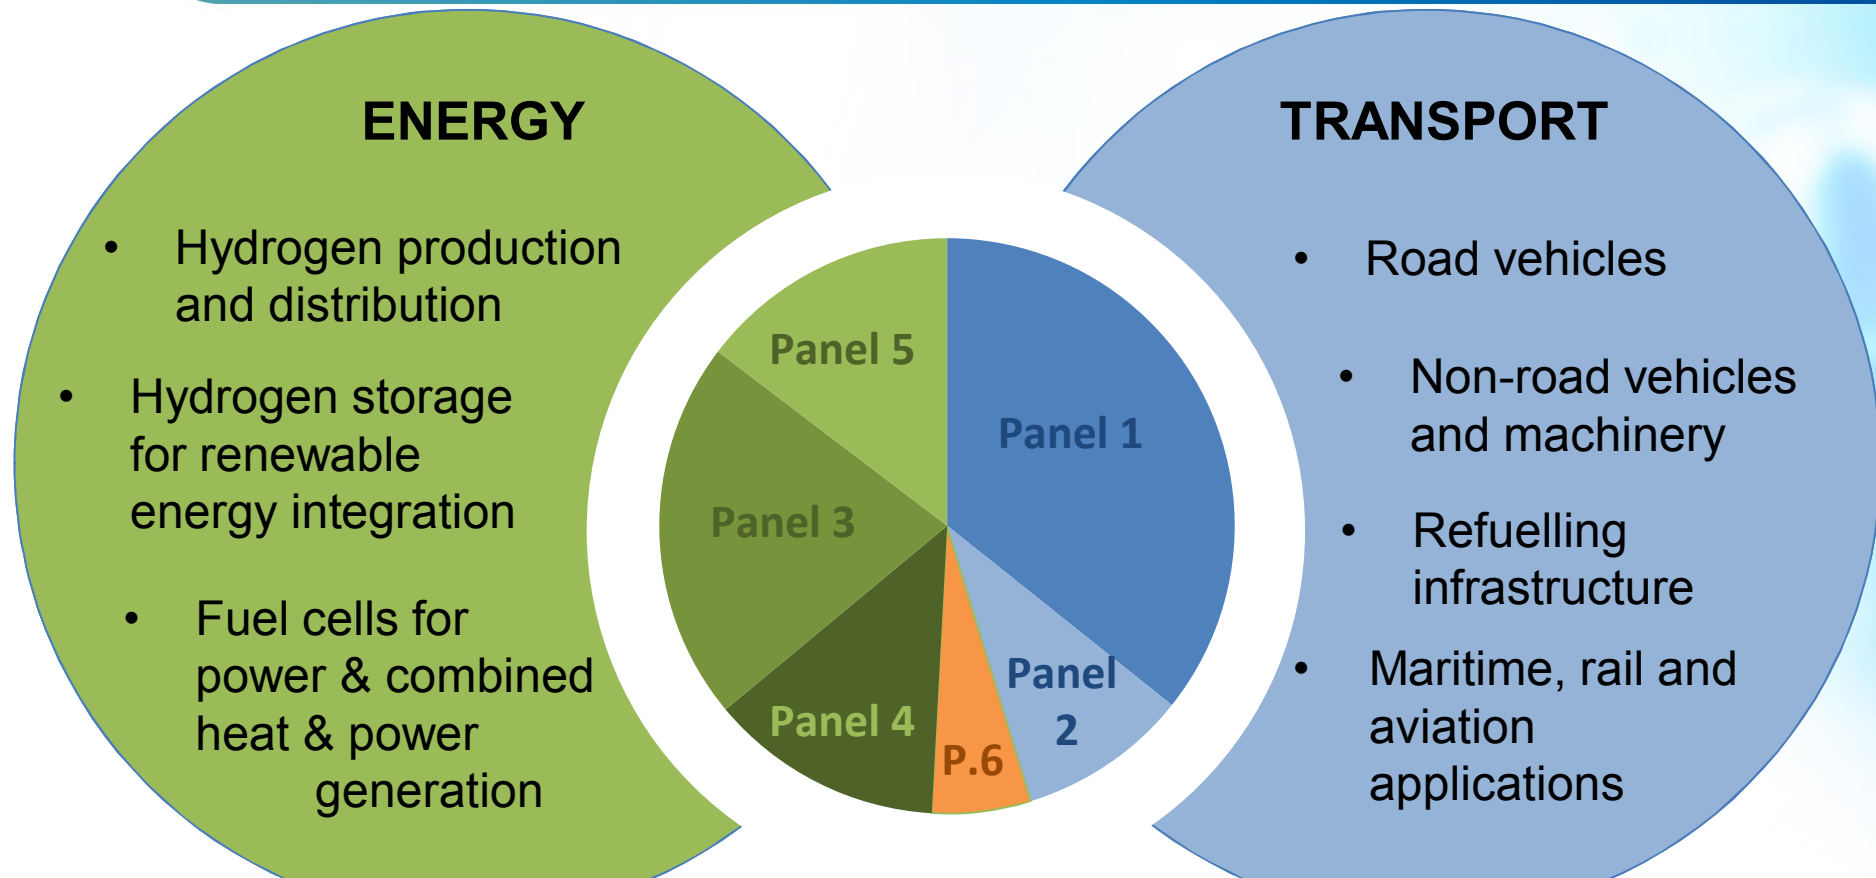 ENERGY
• Hydrogen production
and distribution
• Hydrogen storage
for renewable
energy integration
• Fuel cells for
power & combined
heat & power
generation
Panel 5
Panel 1
Panel 3
Panel 4
P.6
Panel
2
TRANSPORT
• Road vehicles
• Non-road vehicles
and machinery
• Refuelling
infrastructure
• Maritime, rail and
aviation
applications